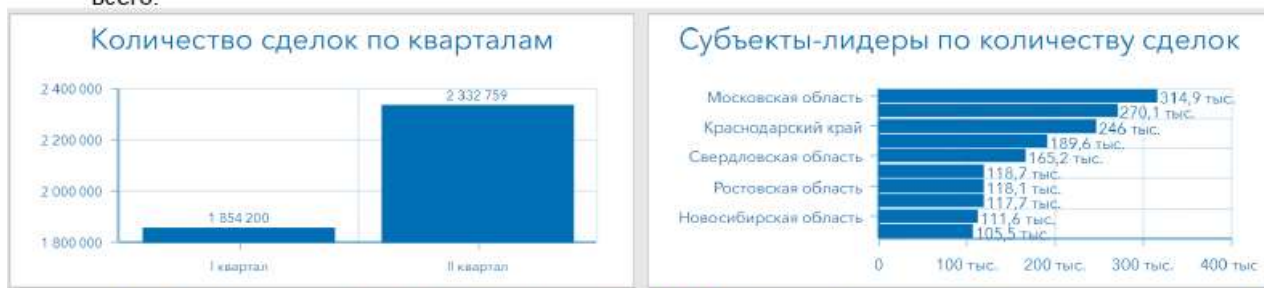 всего.
Количество сделок по кварталам
2 400 000
2 332 759
2 200 000
2 000 000
1 854 200
1 800 000
I квартал
II квартал
Субъекты-лидеры по количеству сделок
Московская область
314,9 тыс.
270,1 тыс.
Краснодарский край
246 тыс.
189,6 тыс.
Свердловская область
165,2 тыс.
118,7 тыс.
Ростовская область
118,1 тыс.
117,7 тыс.
Новосибирская область
111,6 тыс.
105,5 тыс.
0
100 тыс.
200 тыс.
300 тыс.
400 тыс